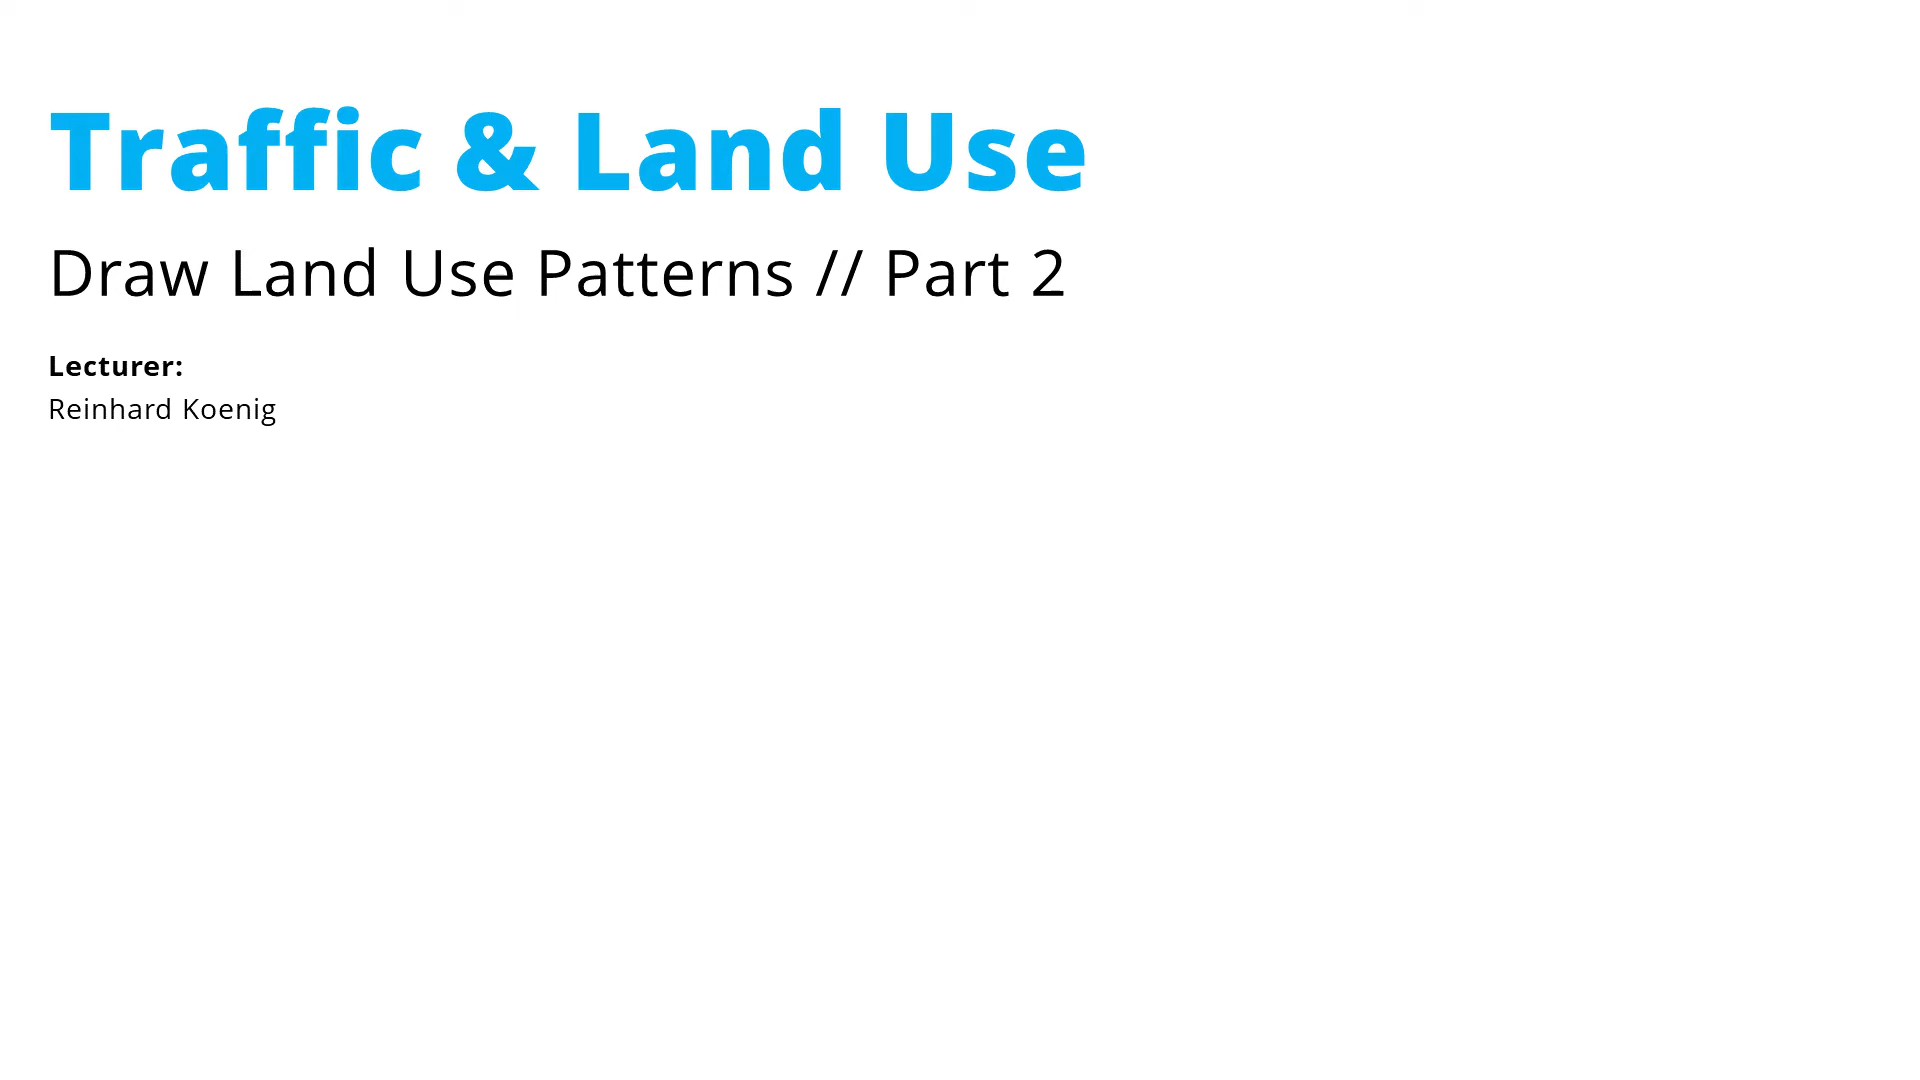 Traffic & Land Use
Draw Land Use Patterns // Part 2
Lecturer:
Reinhard Koenig